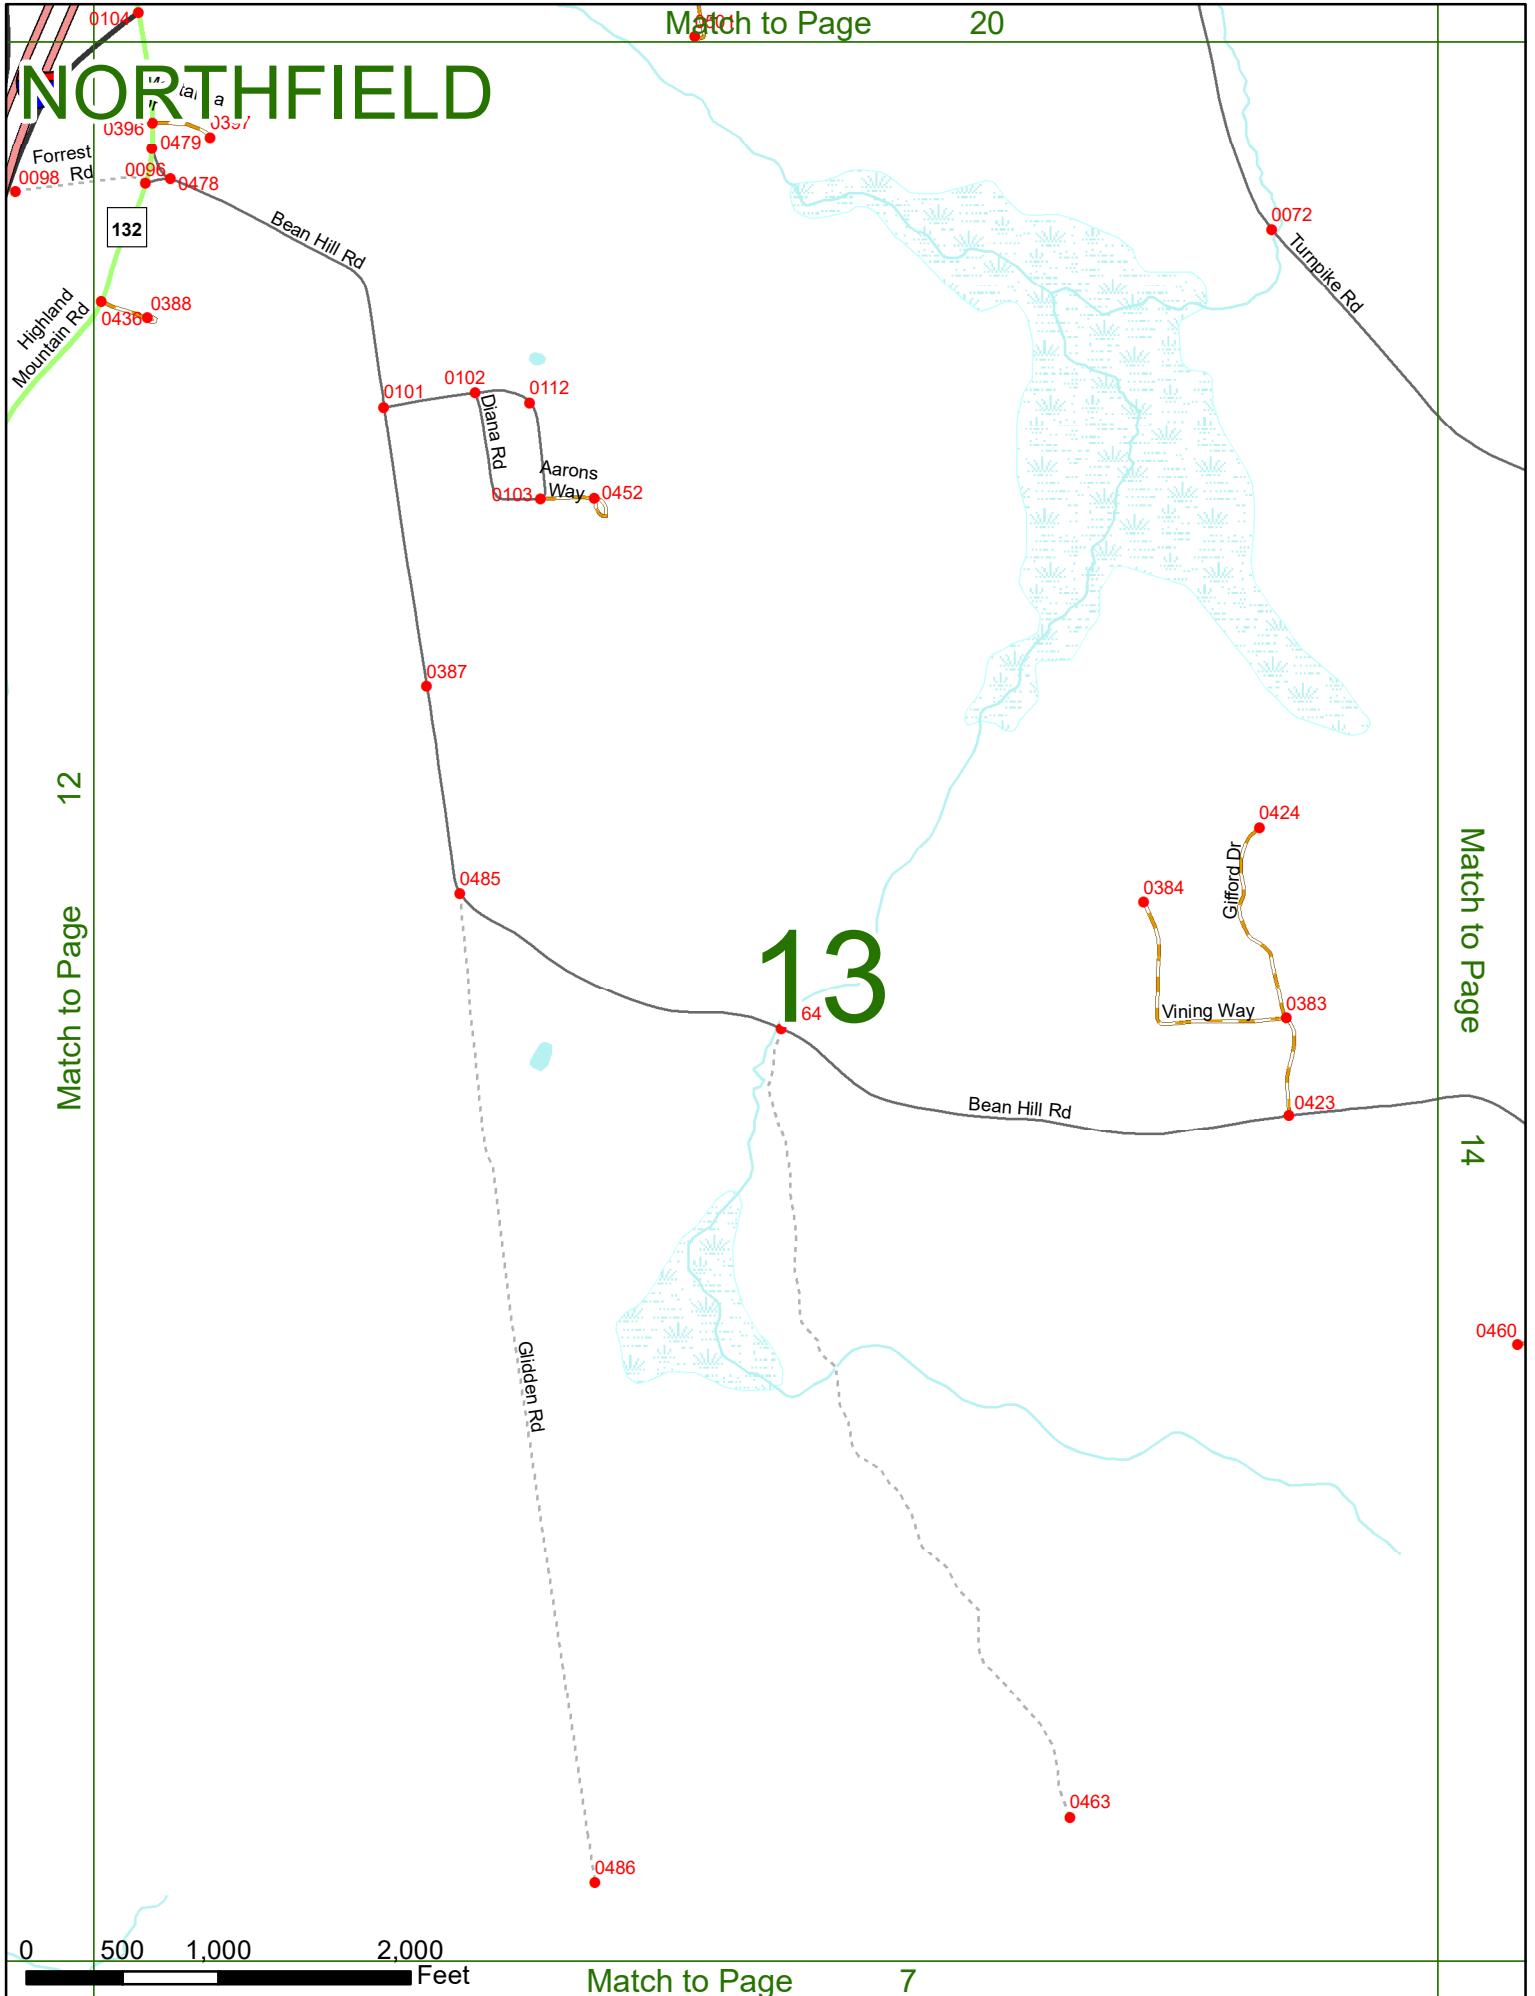 0104
0501
Match to Page 20
NORTHFIELD
0396
0397
0479
Forrest
Rd
0098
0096
0478
132
Bean Hill Rd
0072
Turnpike Rd
Highland
Mountain Rd
0388
0436
0101
0102
0112
Diana Rd
Aarons
Way
0103
0452
0387
12
Match to Page
0424
Gifford Dr
0485
0384
Match to Page
14
13
64
Vining Way
0383
Bean Hill Rd
0423
0460
Glidden Rd
0463
0486
0 500 1,000 2,000
Feet
Match to Page 7